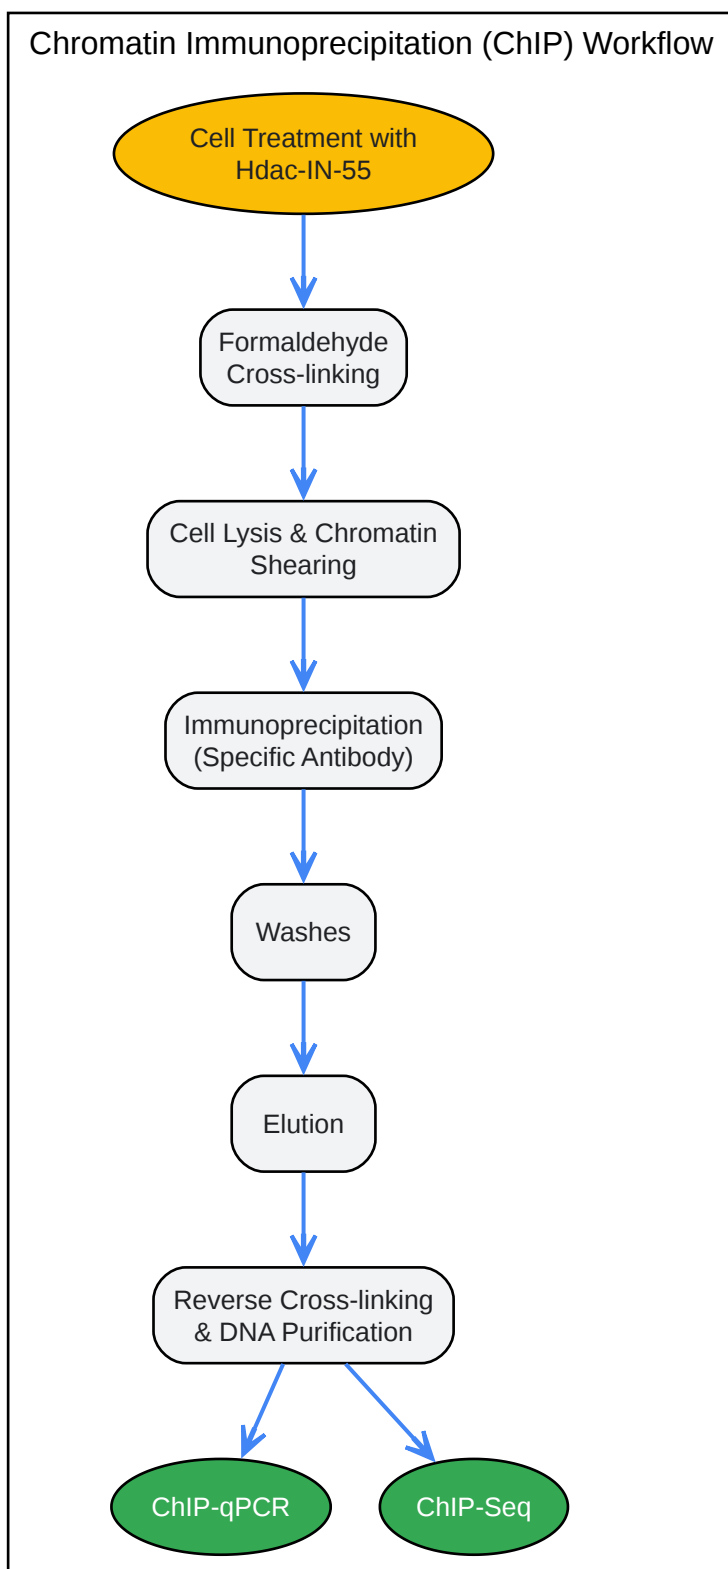 Chromatin Immunoprecipitation (ChIP) Workflow
Cell Treatment with
Hdac-IN-55
Formaldehyde
Cross-linking
Cell Lysis & Chromatin
Shearing
Immunoprecipitation
(Specific Antibody)
Washes
Elution
Reverse Cross-linking
& DNA Purification
ChIP-qPCR
ChIP-Seq